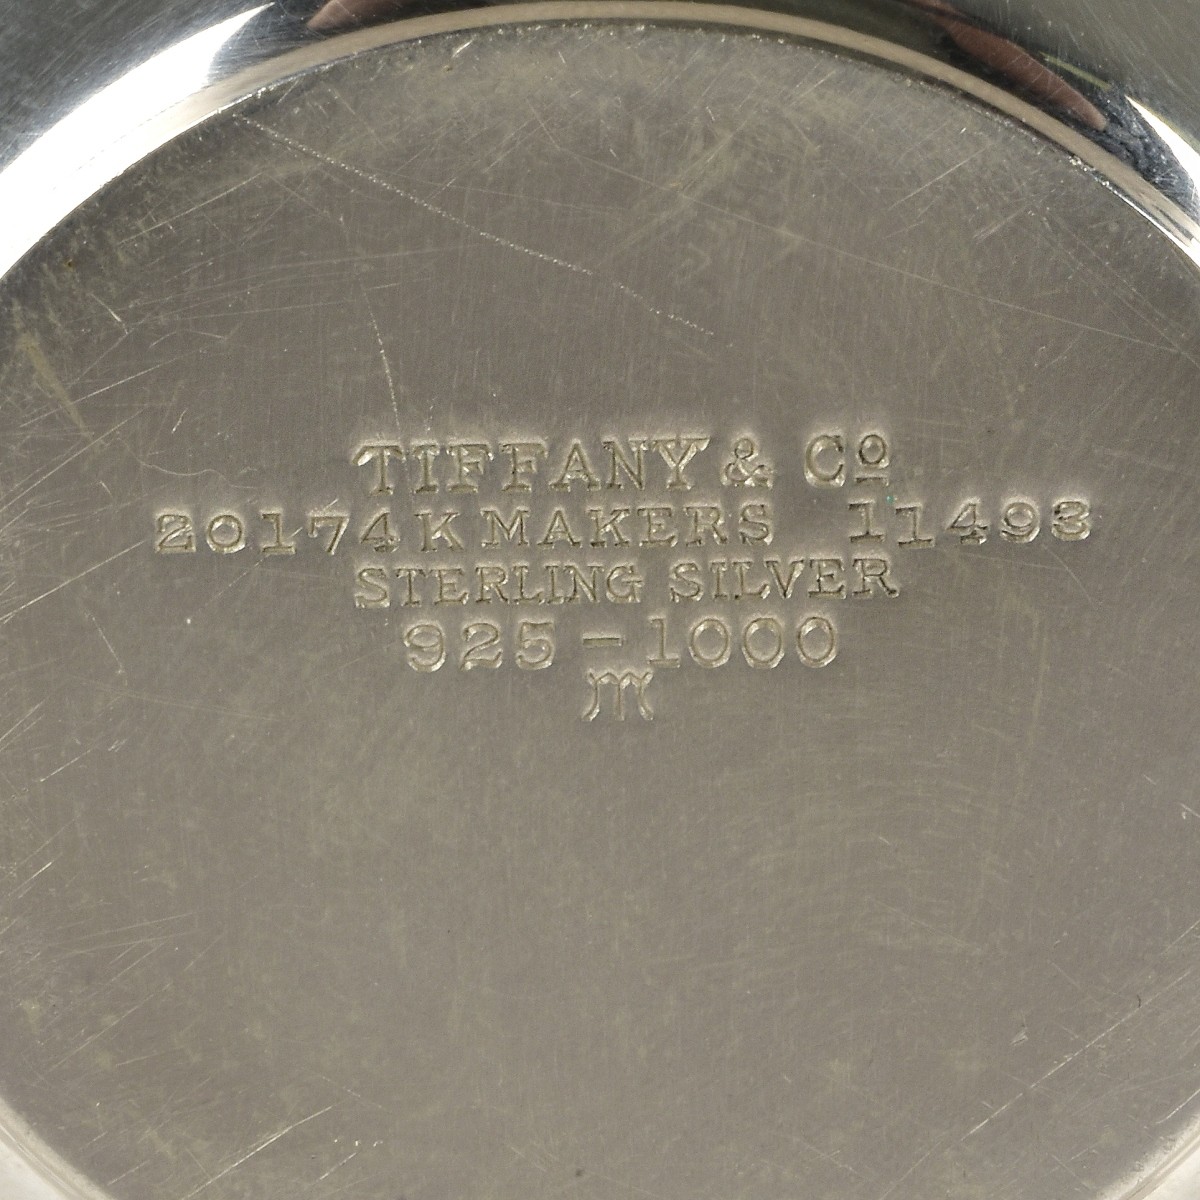 TIFFANY & Cº
20174K MAKERS 11493
STERLING SILVER
925-1000
m